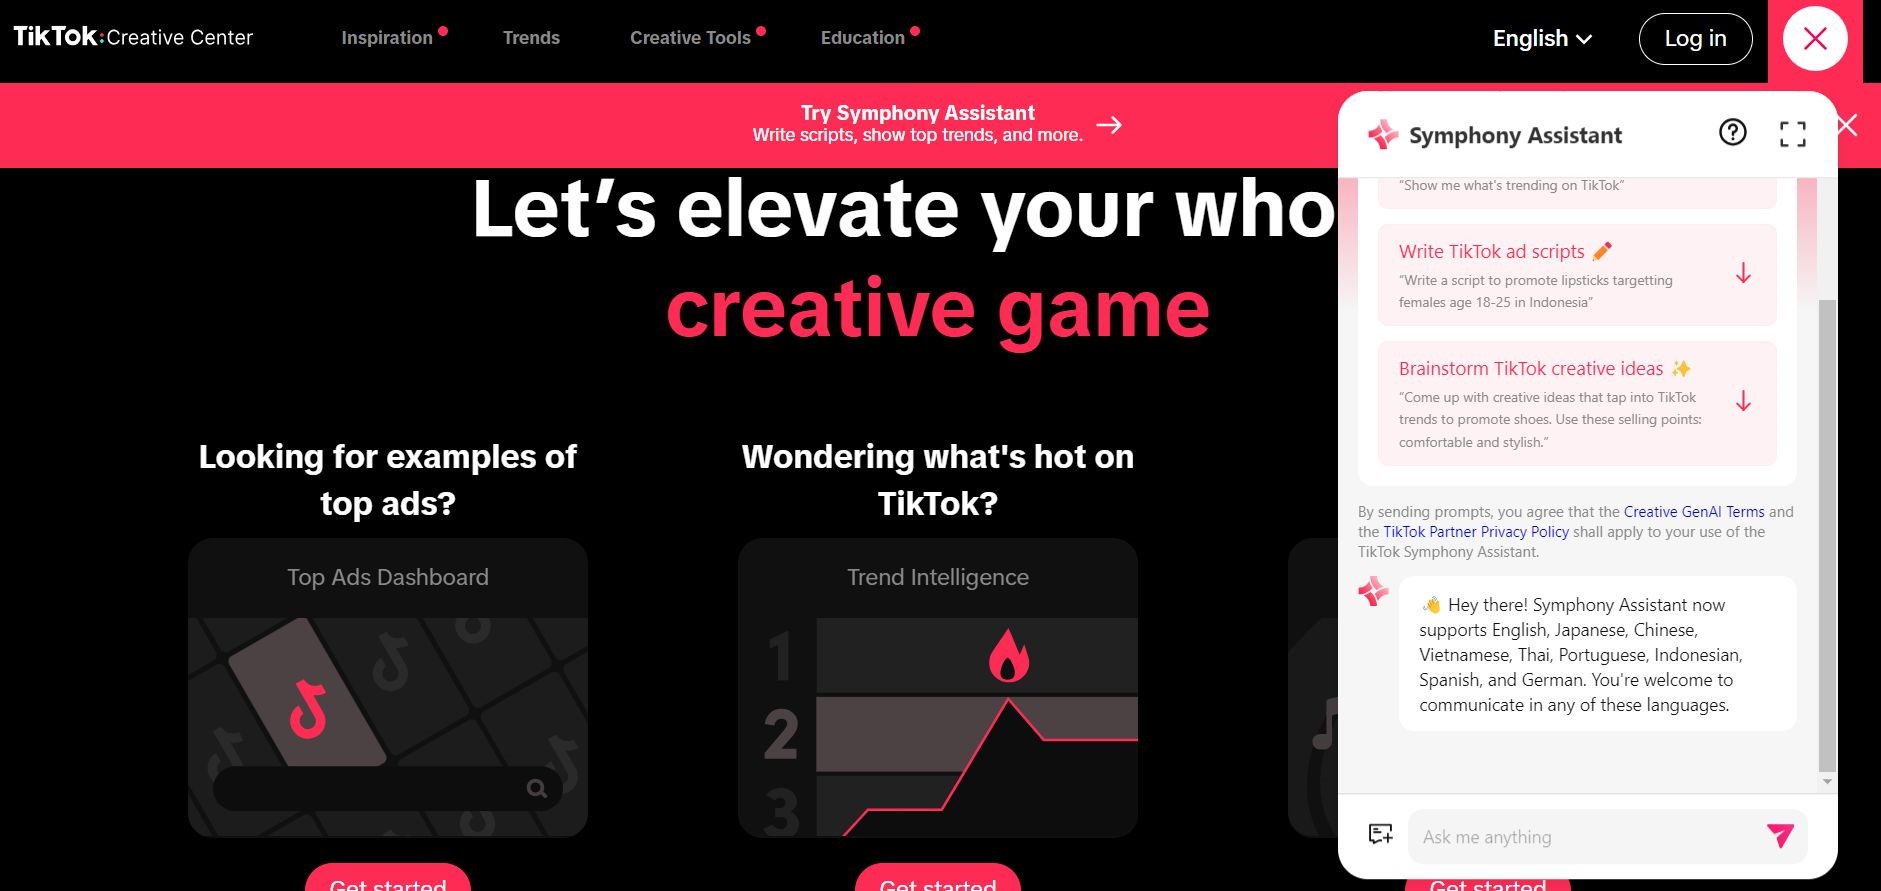 TikTok:Creative Center
Inspiration
Trends
Creative Tools
Education
English
Log in
Try Symphony Assistant
Write scripts, show top trends, and more.
Let’s elevate your who
creative game
Looking for examples of
top ads?
Top Ads Dashboard
Get started
Wondering what's hot on
TikTok?
Trend Intelligence
1
2
3
Get started
Get started
Symphony Assistant
“Show me what's trending on TikTok”
Write TikTok ad scripts
“Write a script to promote lipsticks targetting
females age 18-25 in Indonesia”
Brainstorm TikTok creative ideas
“Come up with creative ideas that tap into TikTok
trends to promote shoes. Use these selling points:
comfortable and stylish.”
By sending prompts, you agree that the Creative GenAI Terms and
the TikTok Partner Privacy Policy shall apply to your use of the
TikTok Symphony Assistant.
👋 Hey there! Symphony Assistant now
supports English, Japanese, Chinese,
Vietnamese, Thai, Portuguese, Indonesian,
Spanish, and German. You're welcome to
communicate in any of these languages.
Ask me anything